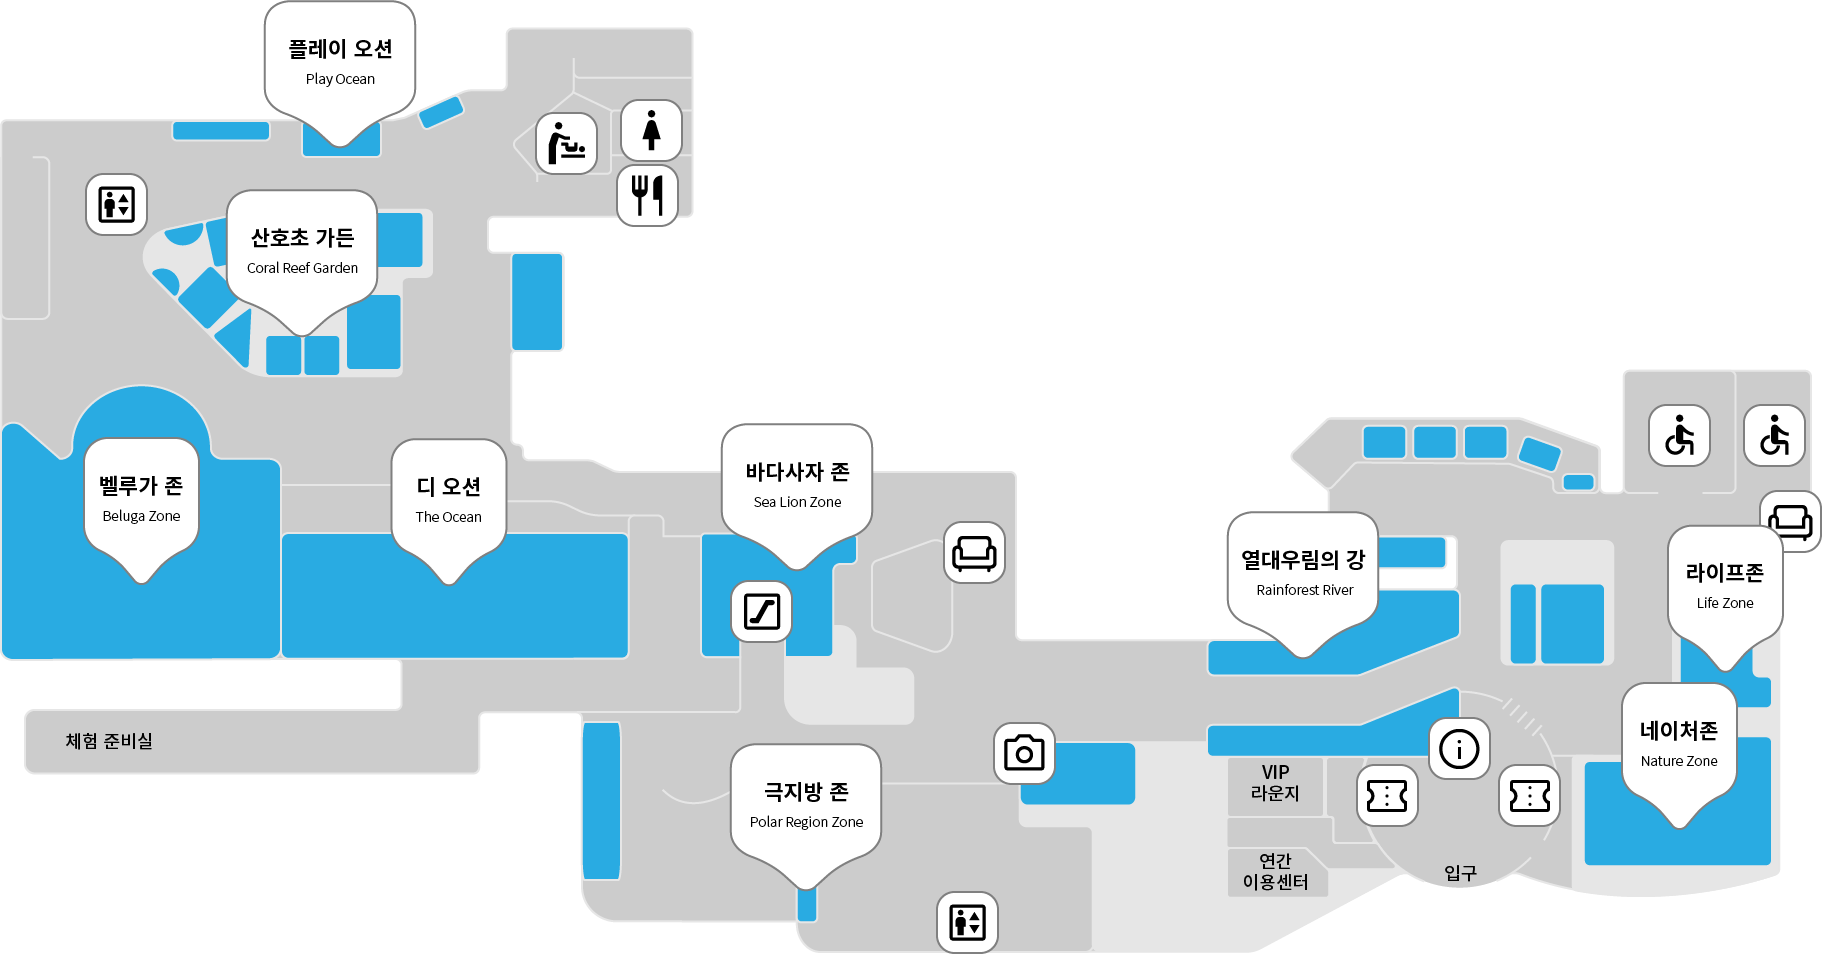 플레이 오션
Play Ocean
산호초 가든
Coral Reef Garden
벨루가 존
Beluga Zone
디 오션
The Ocean
바다사자 존
Sea Lion Zone
열대우림의 강
Rainforest River
라이프존
Life Zone
네이처존
Nature Zone
체험 준비실
극지방 존
Polar Region Zone
VIP
라운지
연간
이용센터
입구